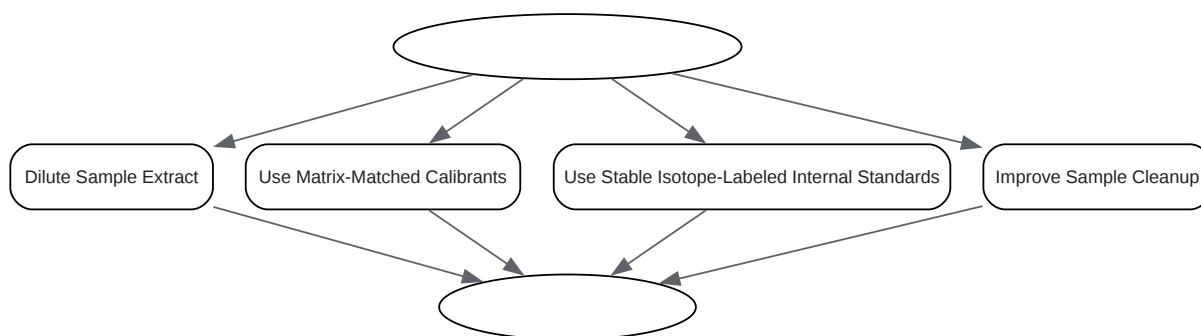 Dilute Sample Extract
Use Matrix-Matched Calibrants
Use Stable Isotope-Labeled Internal Standards
Improve Sample Cleanup